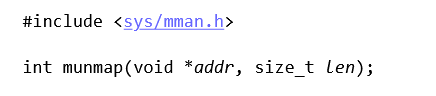 #include <sys/mman.h>
int munmap(void *addr, size_t len);